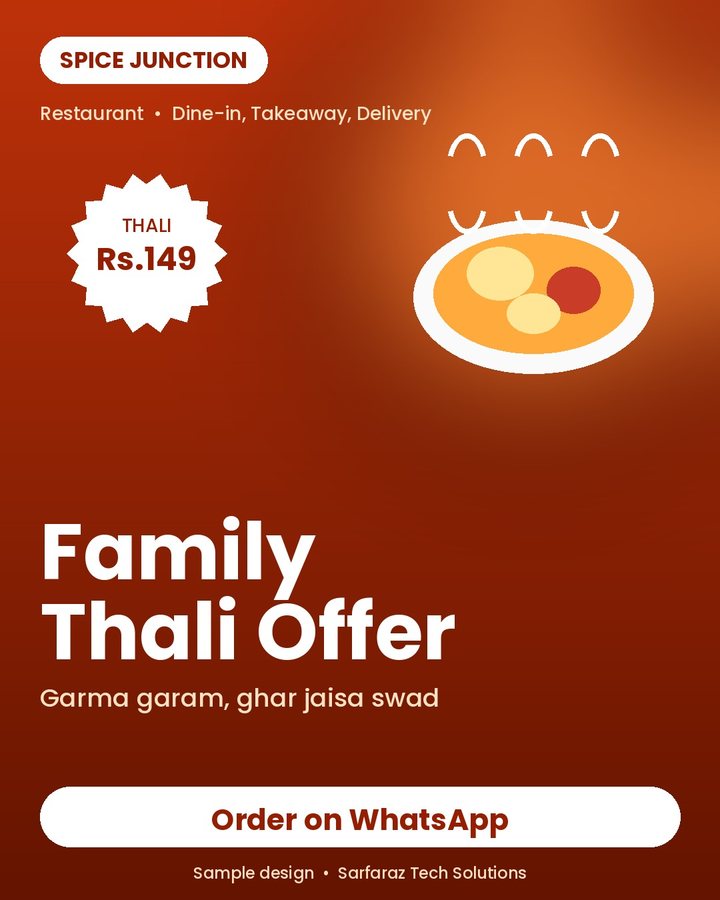 SPICE JUNCTION
Restaurant • Dine-in, Takeaway, Delivery
THALI
Rs.149
Family
Thali Offer
Garma garam, ghar jaisa swad
Order on WhatsApp
Sample design • Sarfaraz Tech Solutions